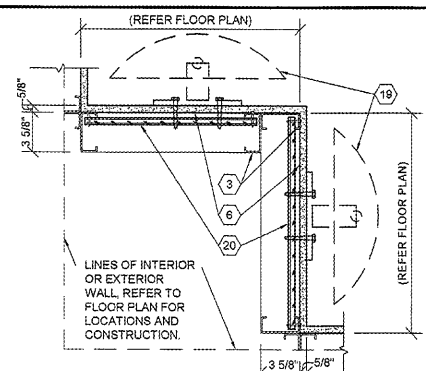 (REFER FLOOR PLAN)
19
5/8"
3 5/8"
3
6
20
(REFER FLOOR PLAN)
LINES OF INTERIOR
OR EXTERIOR
WALL, REFER TO
FLOOR PLAN FOR
LOCATIONS AND
CONSTRUCTION.
3 5/8"
5/8"